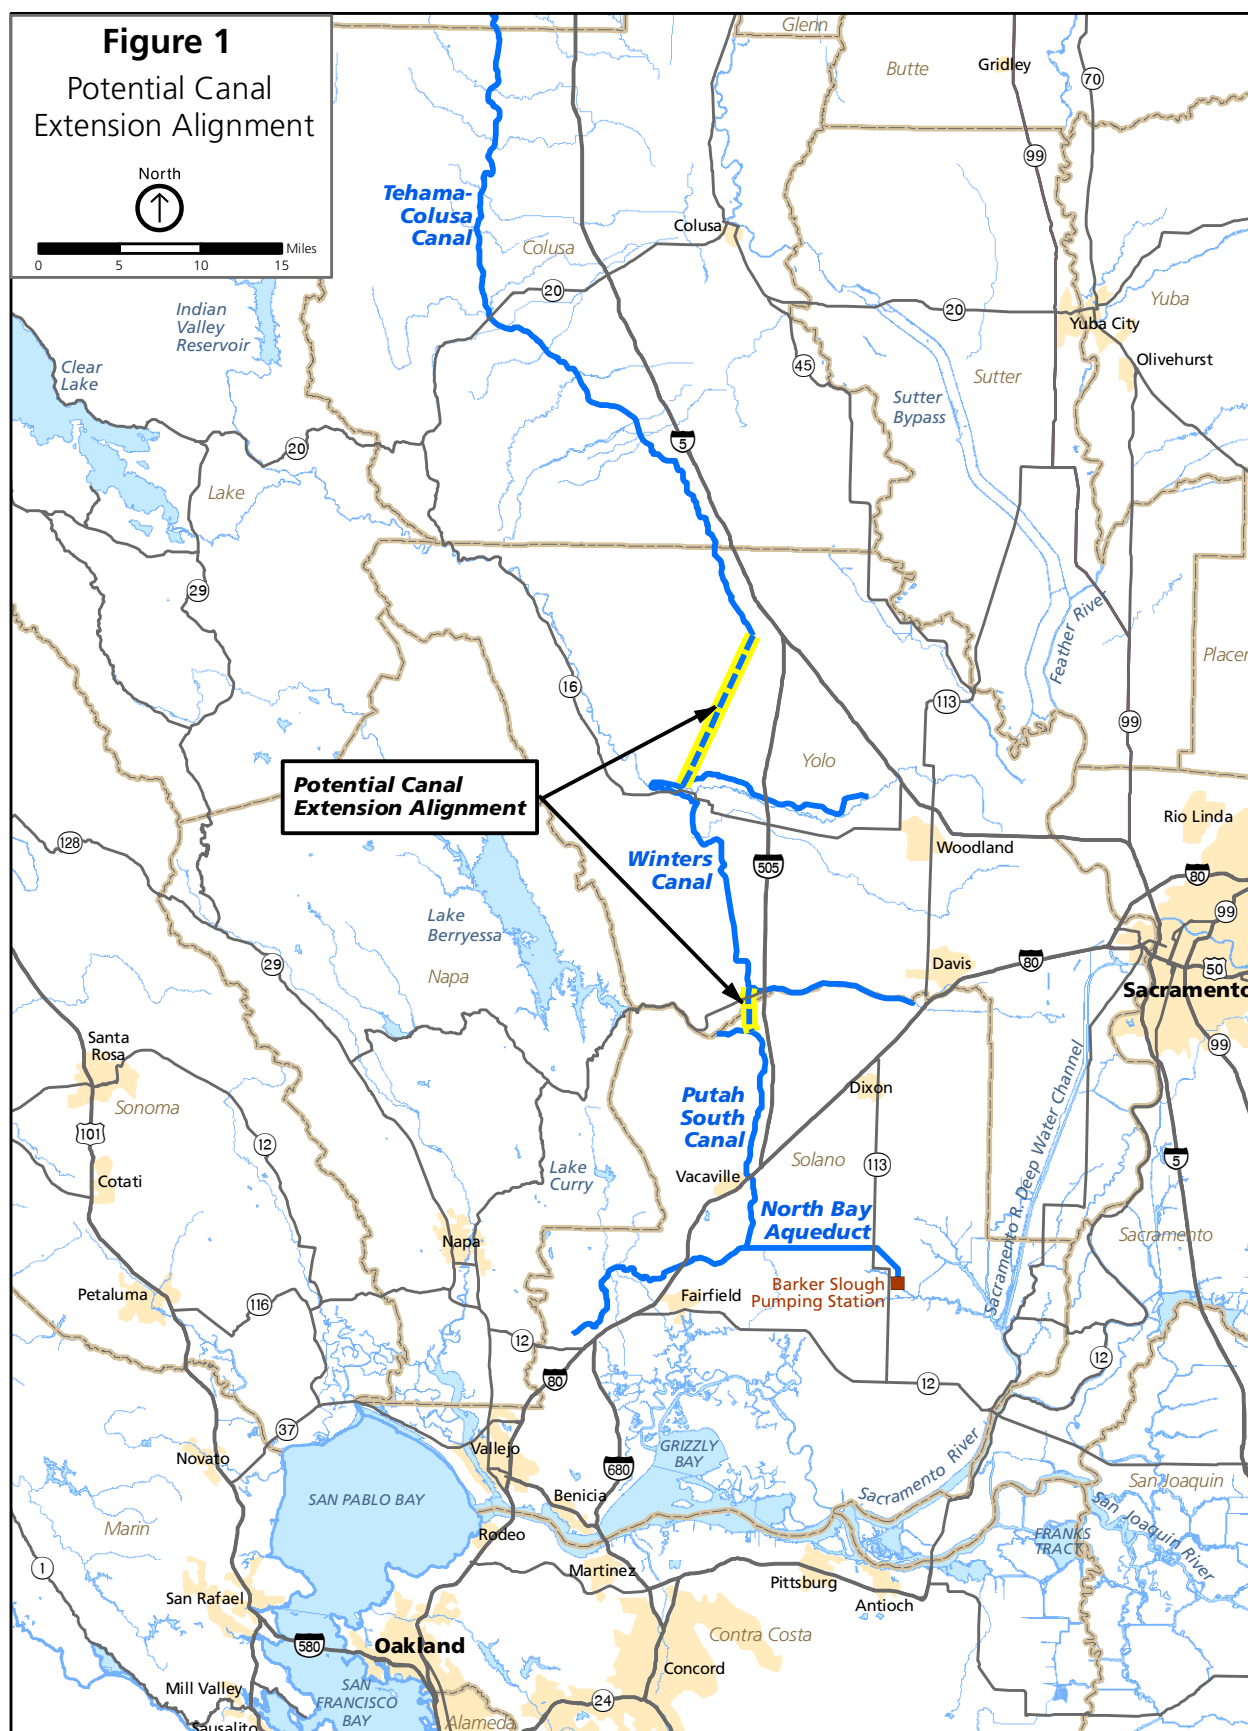 Figure 1
Potential Canal
Extension Alignment
North
Miles
0 5 10 15
Glenn
Butte
Gridley
70
99
Tehama-
Colusa
Canal
Colusa
Colusa
20
20
Yuba
Yuba City
Olivehurst
Indian
Valley
Reservoir
Clear
Lake
45
Sutter
Sutter
Bypass
5
20
Lake
29
Feather River
Placer
16
113
99
Yolo
Potential Canal
Extension Alignment
Rio Linda
128
Woodland
Winters
Canal
505
80
99
Lake
Berryessa
Napa
29
Davis
80
50
Sacramento
99
Santa
Rosa
Sonoma
101
12
Dixon
Putah
South
Canal
Sacramento R. Deep Water Channel
5
Cotati
Lake
Curry
Vacaville
Solano
113
North Bay
Aqueduct
Sacramento
Napa
Barker Slough
Pumping Station
Petaluma
116
Fairfield
12
12
80
12
37
Novato
Vallejo
GRIZZLY
BAY
680
Sacramento River
San Joaquin
SAN PABLO BAY
Benicia
San Joaquin River
Marin
Rodeo
FRANKS
TRACT
1
Martinez
Pittsburg
San Rafael
Antioch
580
Oakland
Contra Costa
Concord
Mill Valley
SAN
FRANCISCO
BAY
24
Sausalito
Alameda